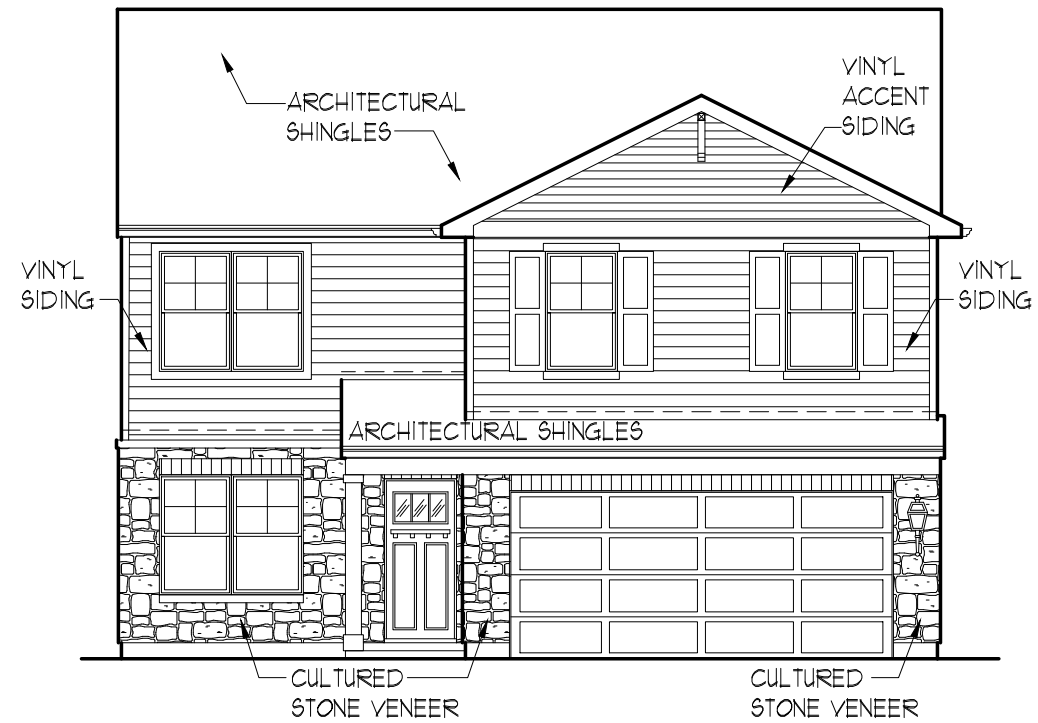 VINYL
ACCENT
SIDING
ARCHITECTURAL
SHINGLES
VINYL
SIDING
VINYL
SIDING
ARCHITECTURAL SHINGLES
CULTURED
STONE VENEER
CULTURED
STONE VENEER